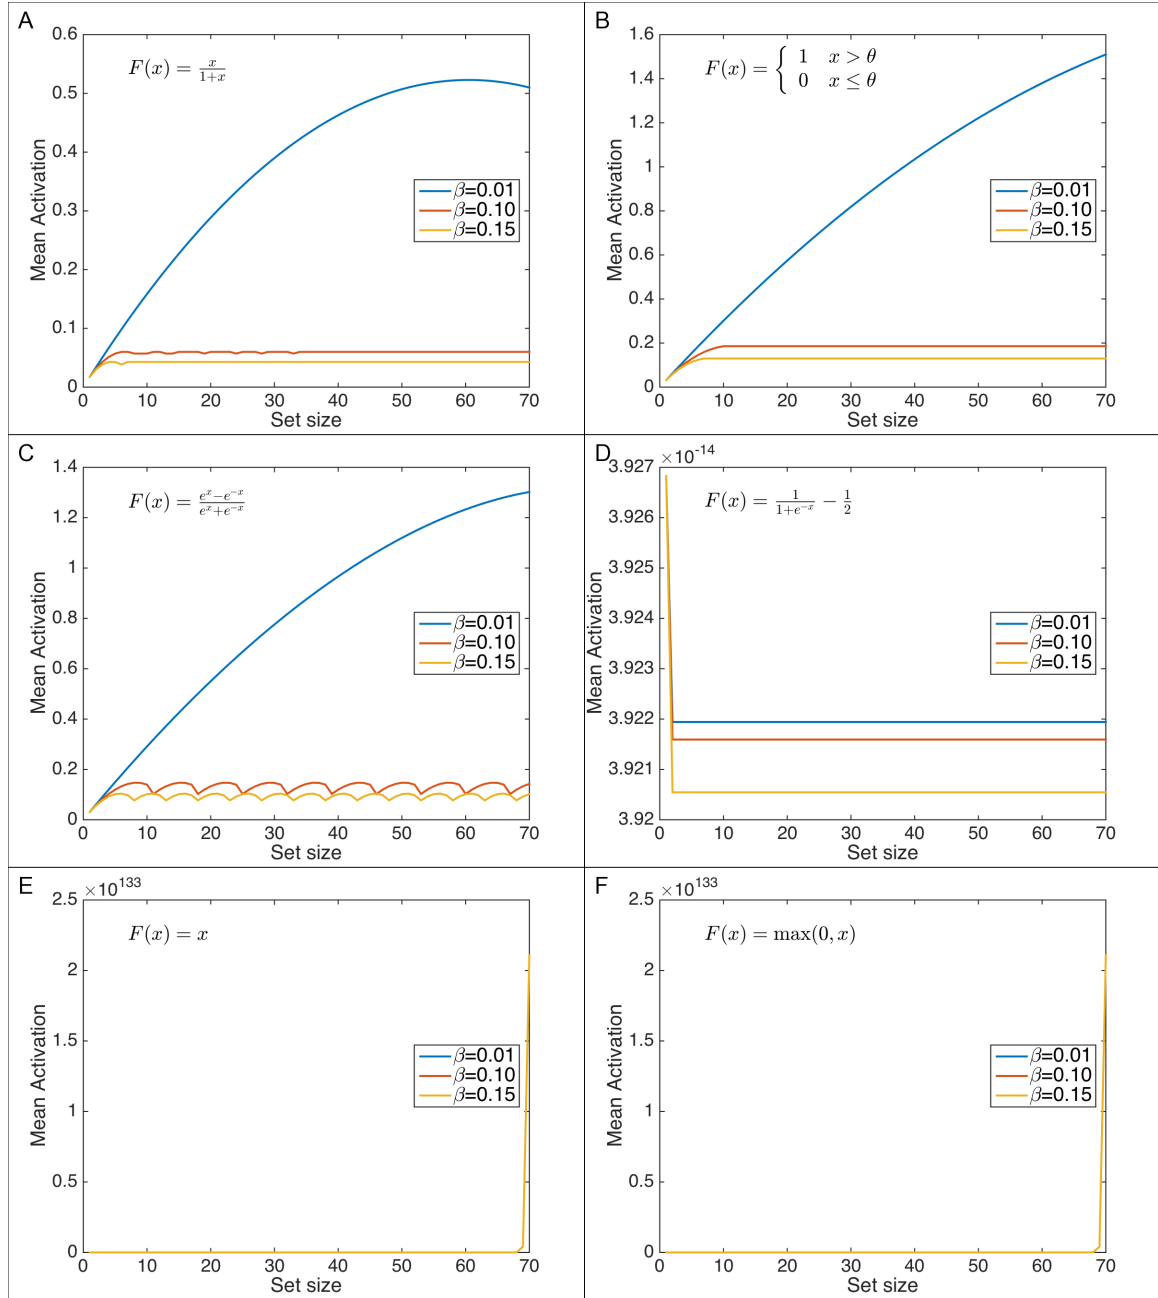 A
F(x) = x/(1+x)
0.6
0.5
0.4
0.3
0.2
0.1
0
Mean Activation
β=0.01
β=0.10
β=0.15
0 10 20 30 40 50 60 70
Set size
B
F(x) = { 1 x > θ
0 x ≤ θ
1.6
1.4
1.2
1
0.8
0.6
0.4
0.2
0
Mean Activation
β=0.01
β=0.10
β=0.15
0 10 20 30 40 50 60 70
Set size
C
F(x) = (e^x − e^−x)/(e^x + e^−x)
1.4
1.2
1
0.8
0.6
0.4
0.2
0
Mean Activation
β=0.01
β=0.10
β=0.15
0 10 20 30 40 50 60 70
Set size
D
×10^-14
F(x) = 1/(1+e^−x) − 1/2
3.927
3.926
3.925
3.924
3.923
3.922
3.921
3.92
Mean Activation
β=0.01
β=0.10
β=0.15
0 10 20 30 40 50 60 70
Set size
E
×10^133
F(x) = x
2.5
2
1.5
1
0.5
0
Mean Activation
β=0.01
β=0.10
β=0.15
0 10 20 30 40 50 60 70
Set size
F
×10^133
F(x) = max(0, x)
2.5
2
1.5
1
0.5
0
Mean Activation
β=0.01
β=0.10
β=0.15
0 10 20 30 40 50 60 70
Set size